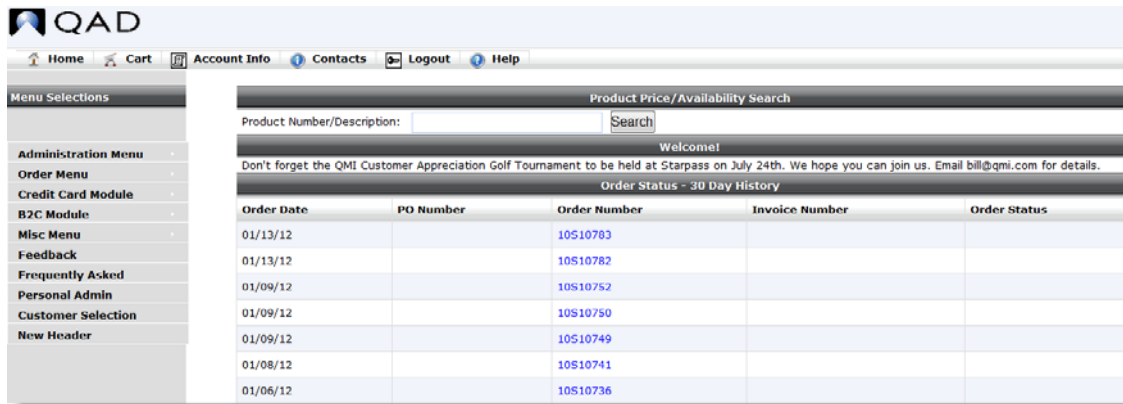 QAD
Home Cart Account Info Contacts Logout Help
Menu Selections
Administration Menu
Order Menu
Credit Card Module
B2C Module
Misc Menu
Feedback
Frequently Asked
Personal Admin
Customer Selection
New Header
Product Price/Availability Search
Product Number/Description: Search
Welcome!
Don't forget the QMI Customer Appreciation Golf Tournament to be held at Starpass on July 24th. We hope you can join us. Email bill@qmi.com for details.
Order Status - 30 Day History
Order Date PO Number Order Number Invoice Number Order Status
01/13/12 10S10783
01/13/12 10S10782
01/09/12 10S10752
01/09/12 10S10750
01/09/12 10S10749
01/08/12 10S10741
01/06/12 10S10736